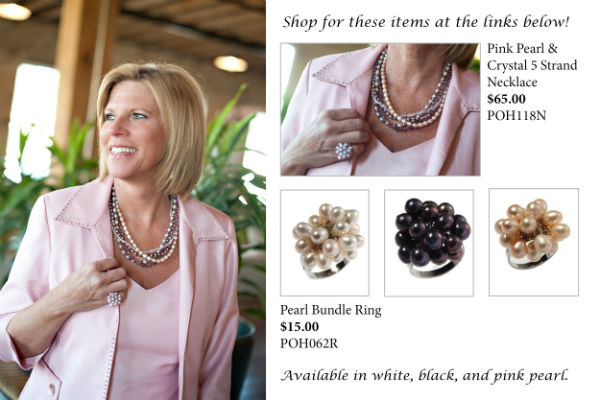 Shop for these items at the links below!
Pink Pearl &
Crystal 5 Strand
Necklace
$65.00
POH118N
Pearl Bundle Ring
$15.00
POH062R
Available in white, black, and pink pearl.